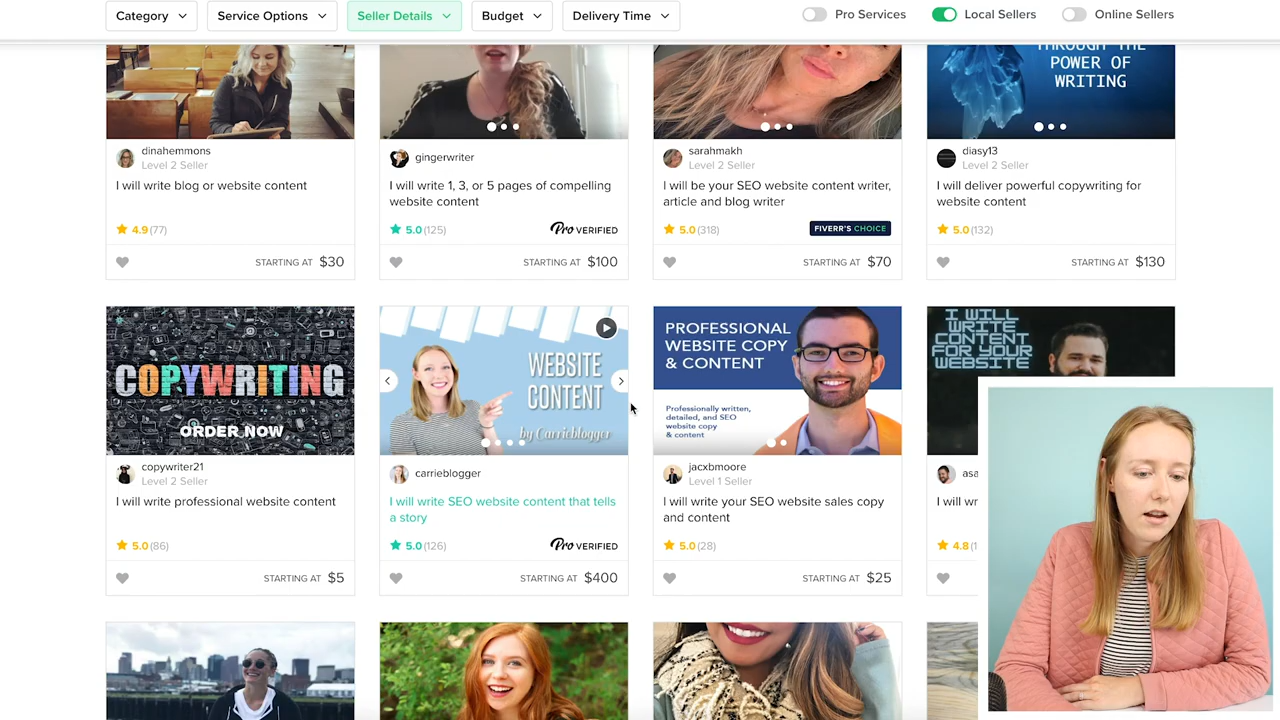 Category
Service Options
Seller Details
Budget
Delivery Time
Pro Services
Local Sellers
Online Sellers
THROUGH THE
POWER OF
WRITING
dinahemmons
Level 2 Seller
I will write blog or website content
4.9 (77)
STARTING AT $30
gingerwriter
I will write 1, 3, or 5 pages of compelling
website content
5.0 (125)
Pro VERIFIED
STARTING AT $100
sarahmakh
Level 2 Seller
I will be your SEO website content writer,
article and blog writer
5.0 (318)
FIVERR'S CHOICE
STARTING AT $70
diasy13
Level 2 Seller
I will deliver powerful copywriting for
website content
5.0 (132)
STARTING AT $130
COPYWRITING
ORDER NOW
copywriter21
Level 2 Seller
I will write professional website content
5.0 (86)
STARTING AT $5
WEBSITE
CONTENT
by Carrieblogger
carrieblogger
I will write SEO website content that tells
a story
5.0 (126)
Pro VERIFIED
STARTING AT $400
PROFESSIONAL
WEBSITE COPY
& CONTENT
Professionally written,
detailed, and SEO
website copy
& content
jacxbmoore
Level 1 Seller
I will write your SEO website sales copy
and content
5.0 (28)
STARTING AT $25
I WILL
WRITE
CONTENT
FOR YOUR
WEBSITE
I will
4.8